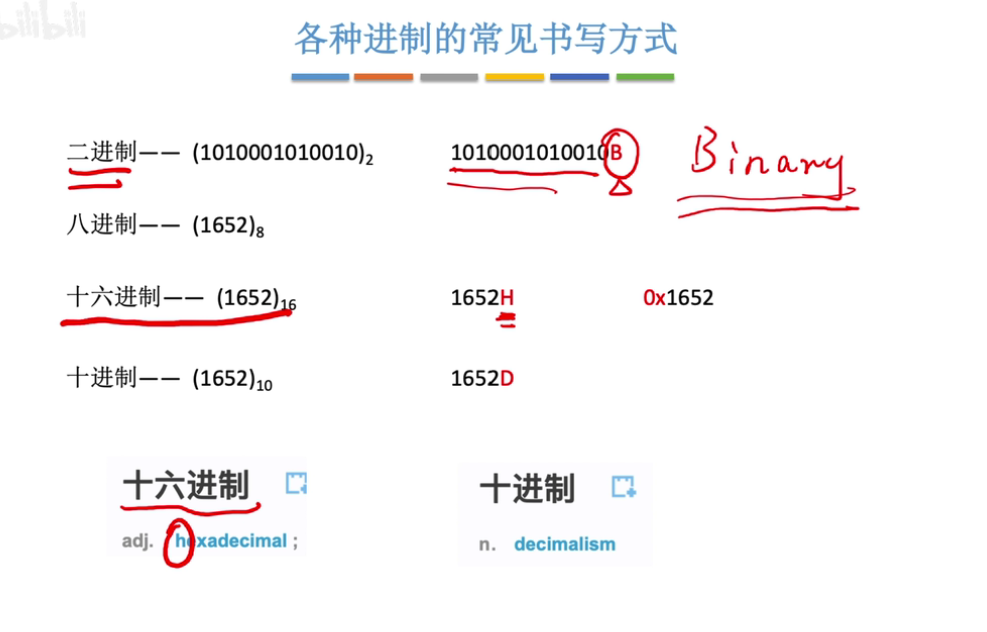 bilibili
各种进制的常见书写方式
二进制—— (1010001010010)₂ 1010001010010B Binary
八进制—— (1652)₈
十六进制—— (1652)₁₆ 1652H 0x1652
十进制—— (1652)₁₀ 1652D
十六进制 十进制
adj. hexadecimal ; n. decimalism